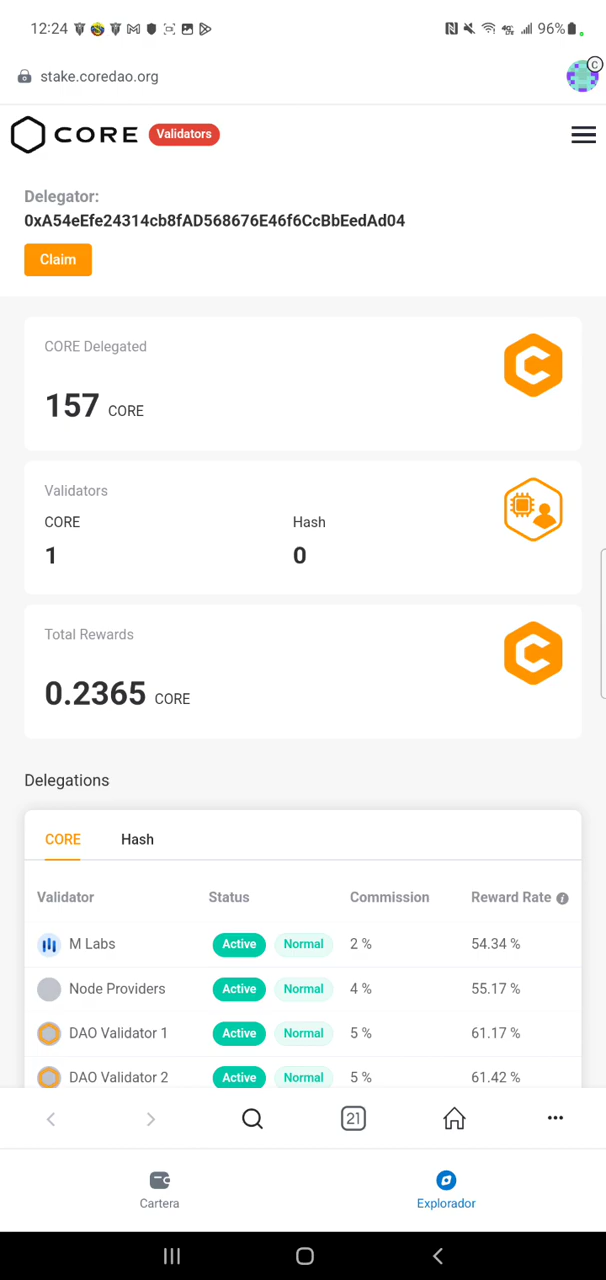 12:24 96%
stake.coredao.org
C
CORE Validators
Delegator:
0xA54eEfe24314cb8fAD568676E46f6CcBbEedAd04
Claim
CORE Delegated
157 CORE
Validators
CORE Hash
1 0
Total Rewards
0.2365 CORE
Delegations
CORE Hash
Validator Status Commission Reward Rate
M Labs Active Normal 2 % 54.34 %
Node Providers Active Normal 4 % 55.17 %
DAO Validator 1 Active Normal 5 % 61.17 %
DAO Validator 2 Active Normal 5 % 61.42 %
21
Cartera Explorador